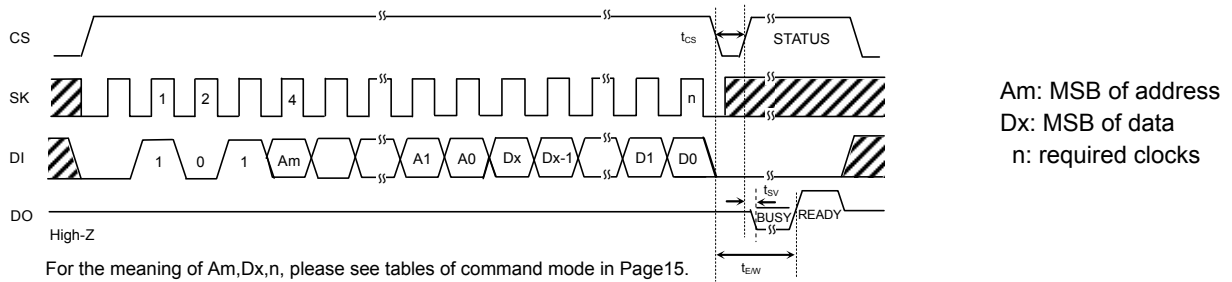 CS
tCS
STATUS
SK
1 2 4 n
DI
1 0 1 Am A1 A0 Dx Dx-1 D1 D0
tSV
DO
BUSY READY
High-Z
tE/W
For the meaning of Am,Dx,n, please see tables of command mode in Page15.
Am: MSB of address
Dx: MSB of data
n: required clocks